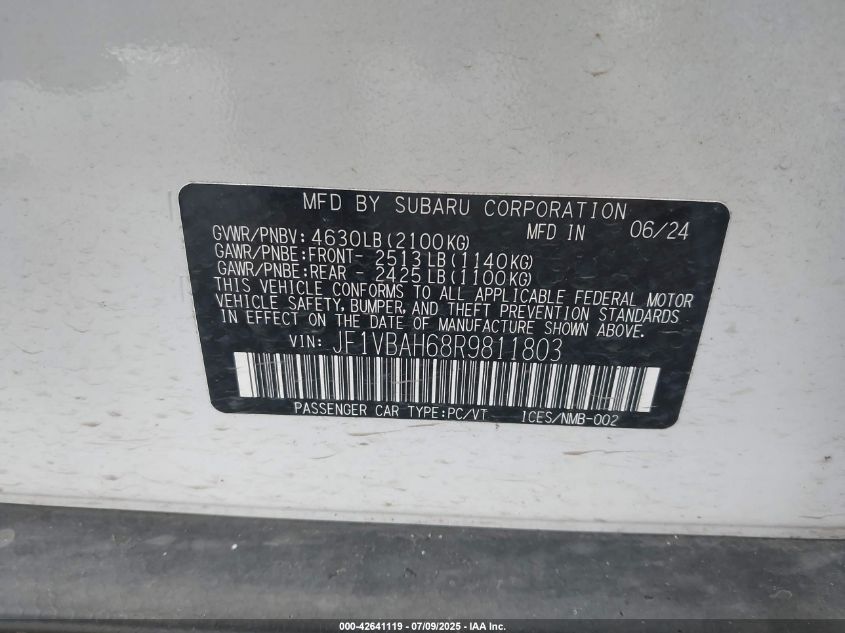 MFD BY SUBARU CORPORATION
GVWR/PNBV: 4630LB(2100KG) MFD IN 06/24
GAWR/PNBE:FRONT- 2513LB(1140KG)
GAWR/PNBE:REAR - 2425LB(1100KG)
THIS VEHICLE CONFORMS TO ALL APPLICABLE FEDERAL MOTOR
VEHICLE SAFETY, BUMPER, AND THEFT PREVENTION STANDARDS
IN EFFECT ON THE DATE OF MANUFACTURE SHOWN ABOVE.
VIN: JF1VBAH68R9811803
PASSENGER CAR TYPE:PC/VT ICES/NMB-002
000-42641119 - 07/09/2025 - IAA Inc.